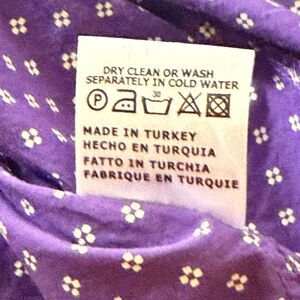 DRY CLEAN OR WASH
SEPARATELY IN COLD WATER
P 30
MADE IN TURKEY
HECHO EN TURQUIA
FATTO IN TURCHIA
FABRIQUE EN TURQUIE